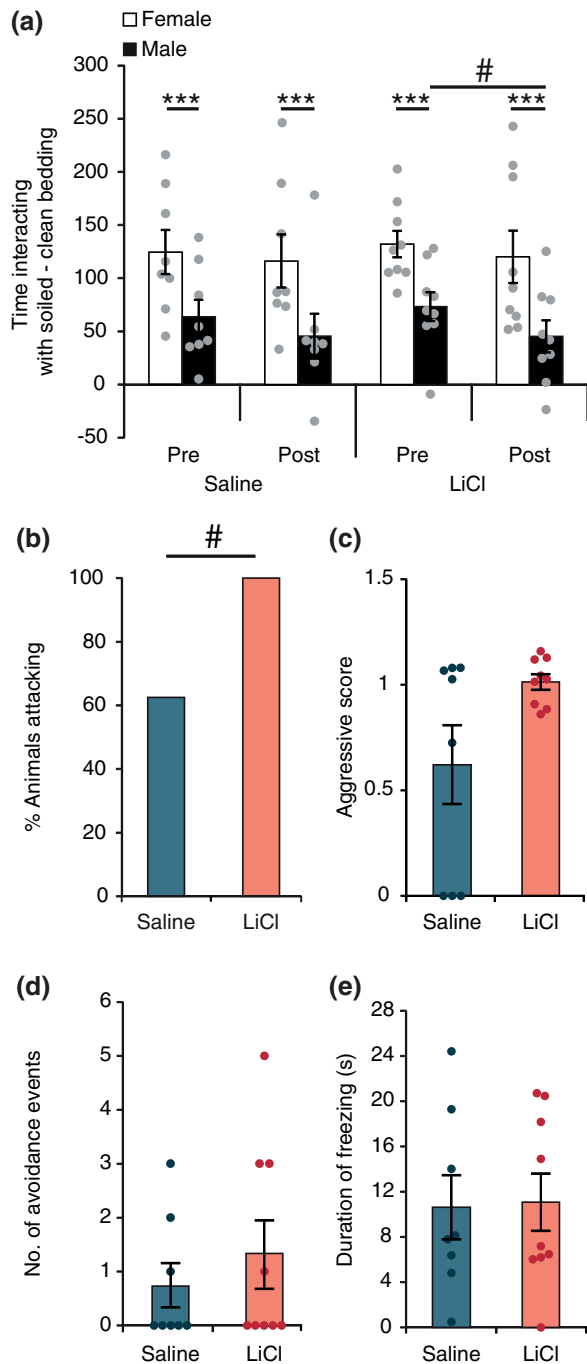 (a)
Female
Male
Time interacting
with soiled - clean bedding
300
250
200
150
100
50
0
-50
*** *** *** # ***
Pre Post Pre Post
Saline LiCl
(b)
#
% Animals attacking
100
80
60
40
20
0
Saline LiCl
(c)
Aggressive score
1.5
1
0.5
0
Saline LiCl
(d)
No. of avoidance events
6
5
4
3
2
1
0
Saline LiCl
(e)
Duration of freezing (s)
28
24
20
16
12
8
4
0
Saline LiCl